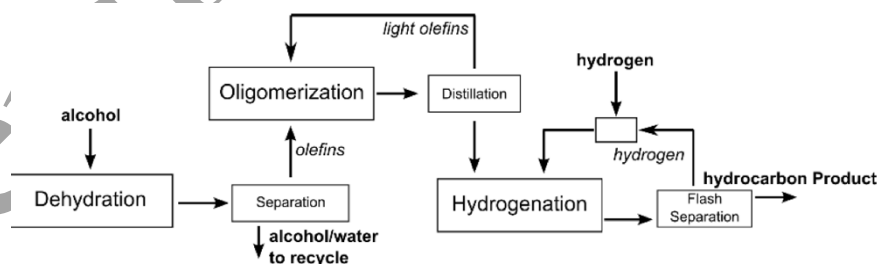 light olefins
hydrogen
Oligomerization
Distillation
alcohol
olefins
hydrogen
hydrocarbon Product
Dehydration
Separation
Hydrogenation
Flash
Separation
alcohol/water
to recycle